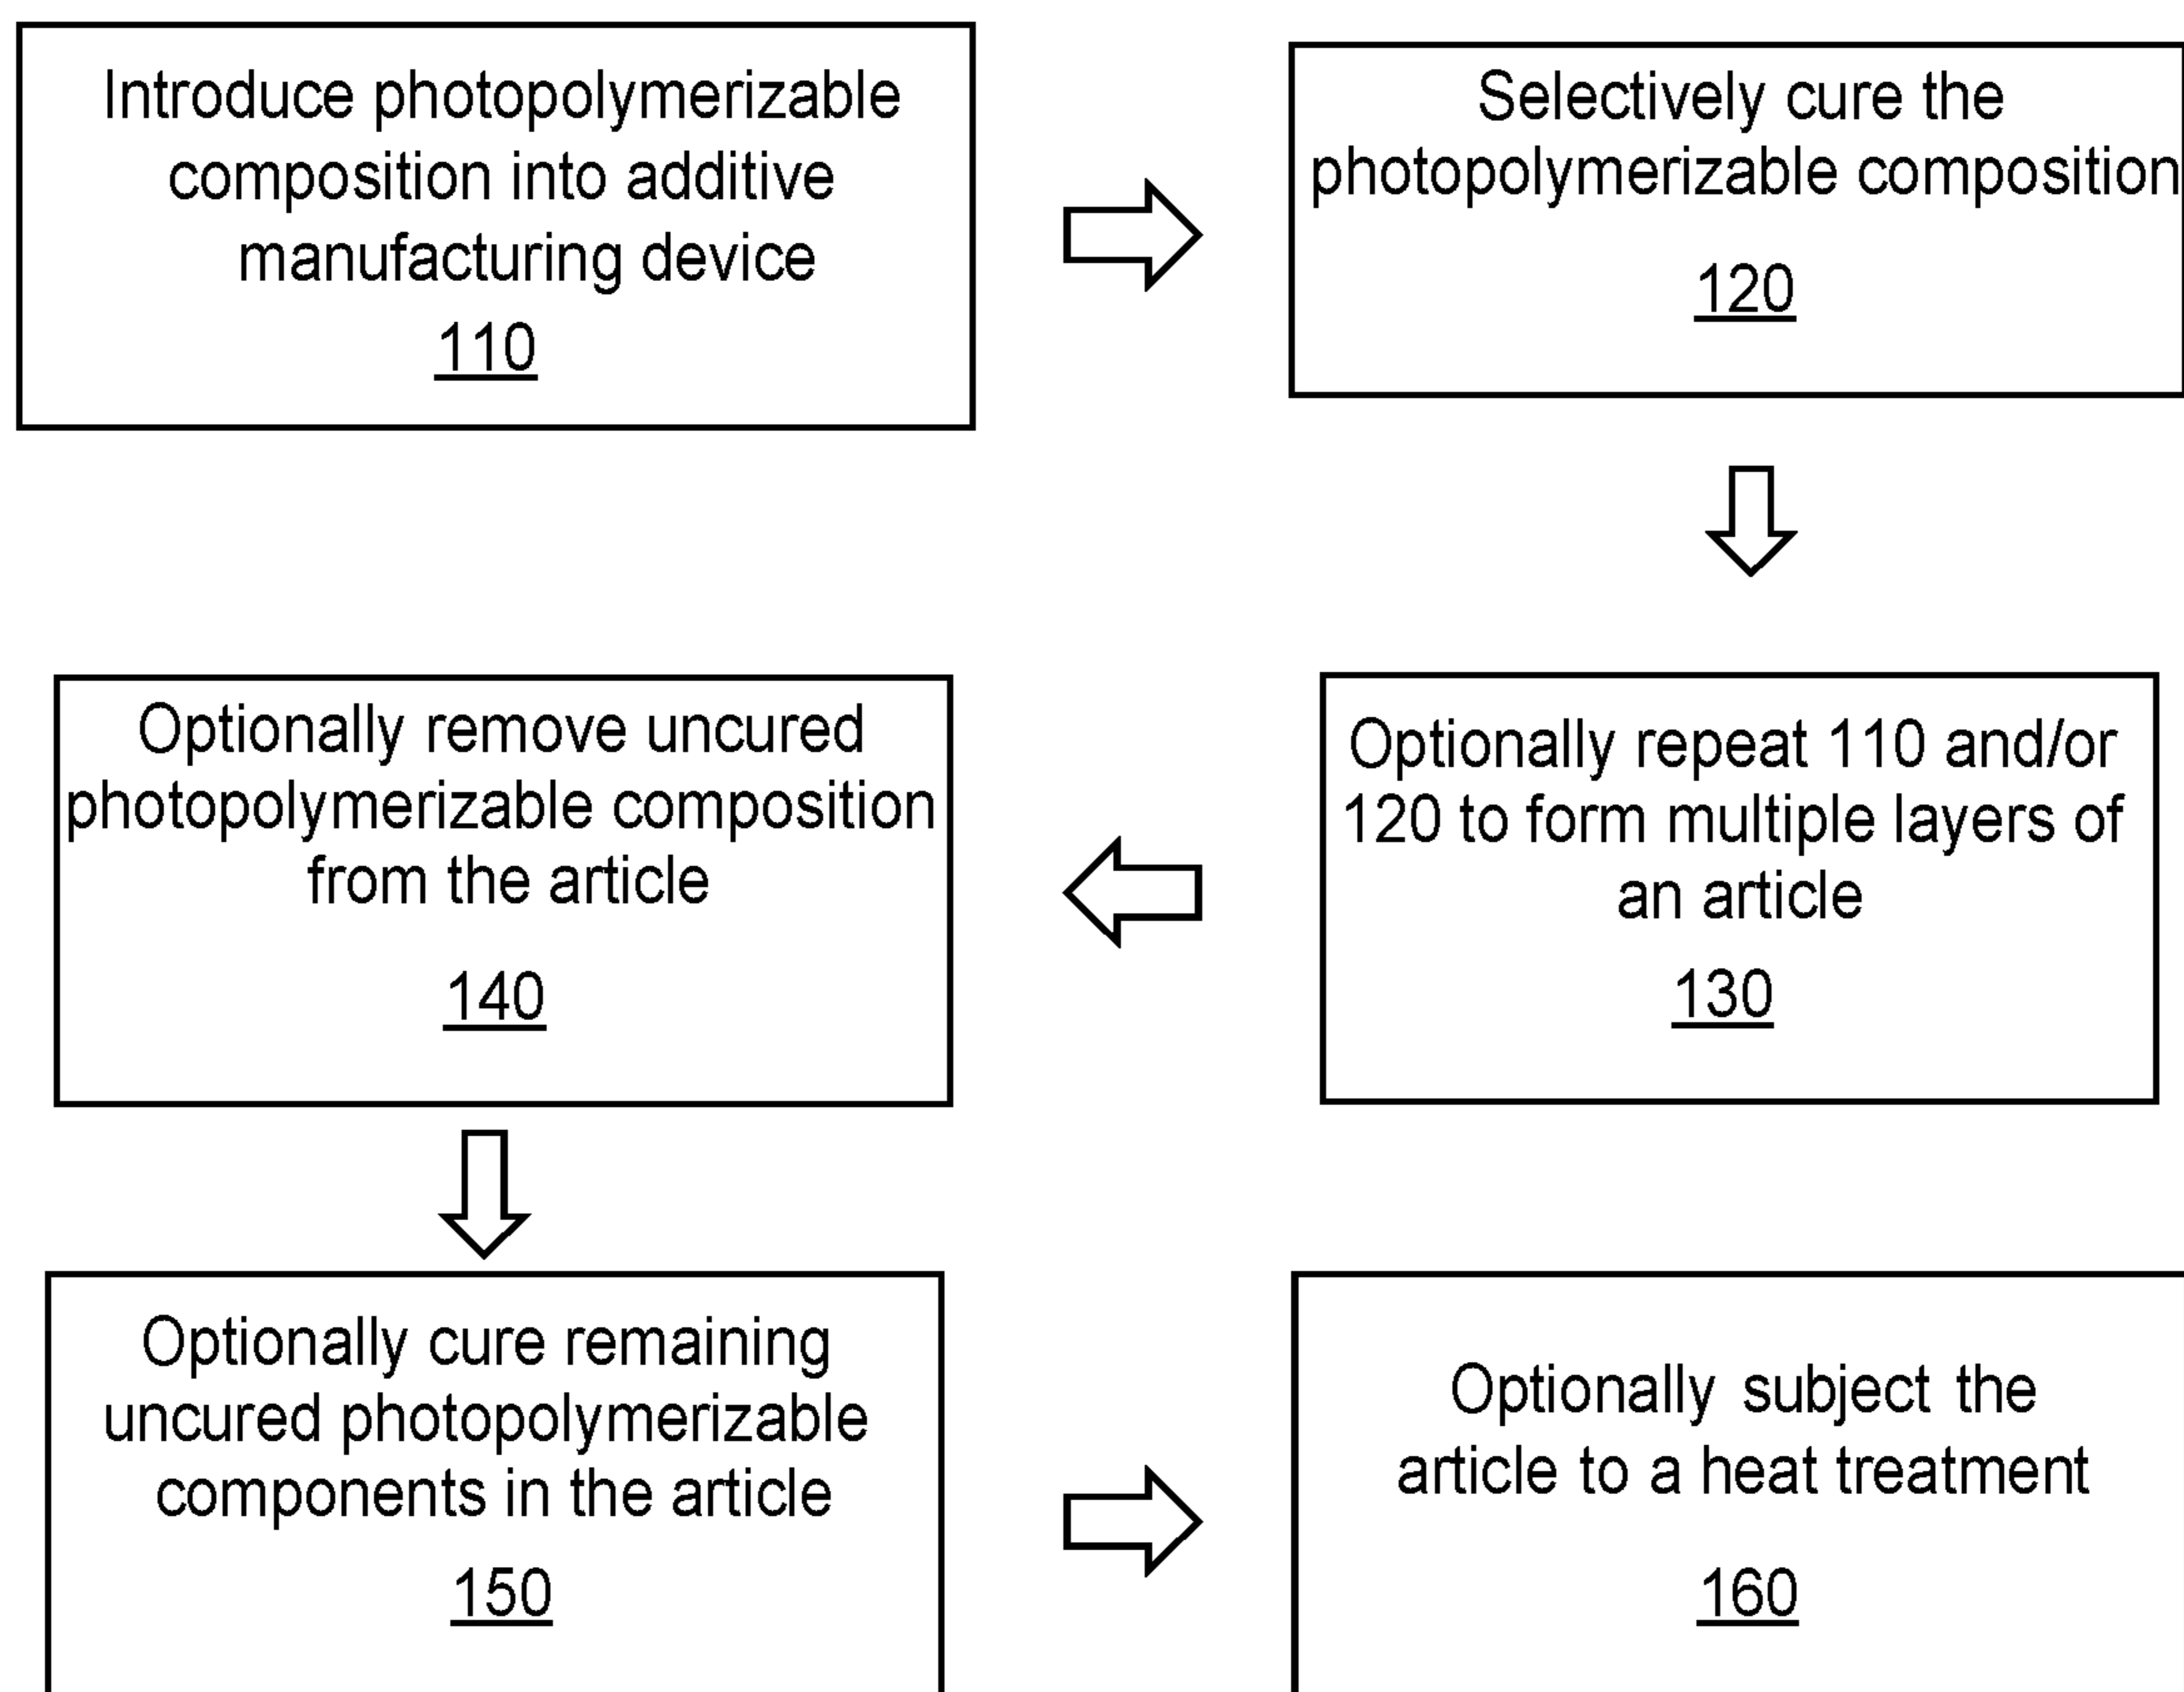 Introduce photopolymerizable
composition into additive
manufacturing device
110
Selectively cure the
photopolymerizable composition
120
Optionally repeat 110 and/or
120 to form multiple layers of
an article
130
Optionally remove uncured
photopolymerizable composition
from the article
140
Optionally cure remaining
uncured photopolymerizable
components in the article
150
Optionally subject the
article to a heat treatment
160